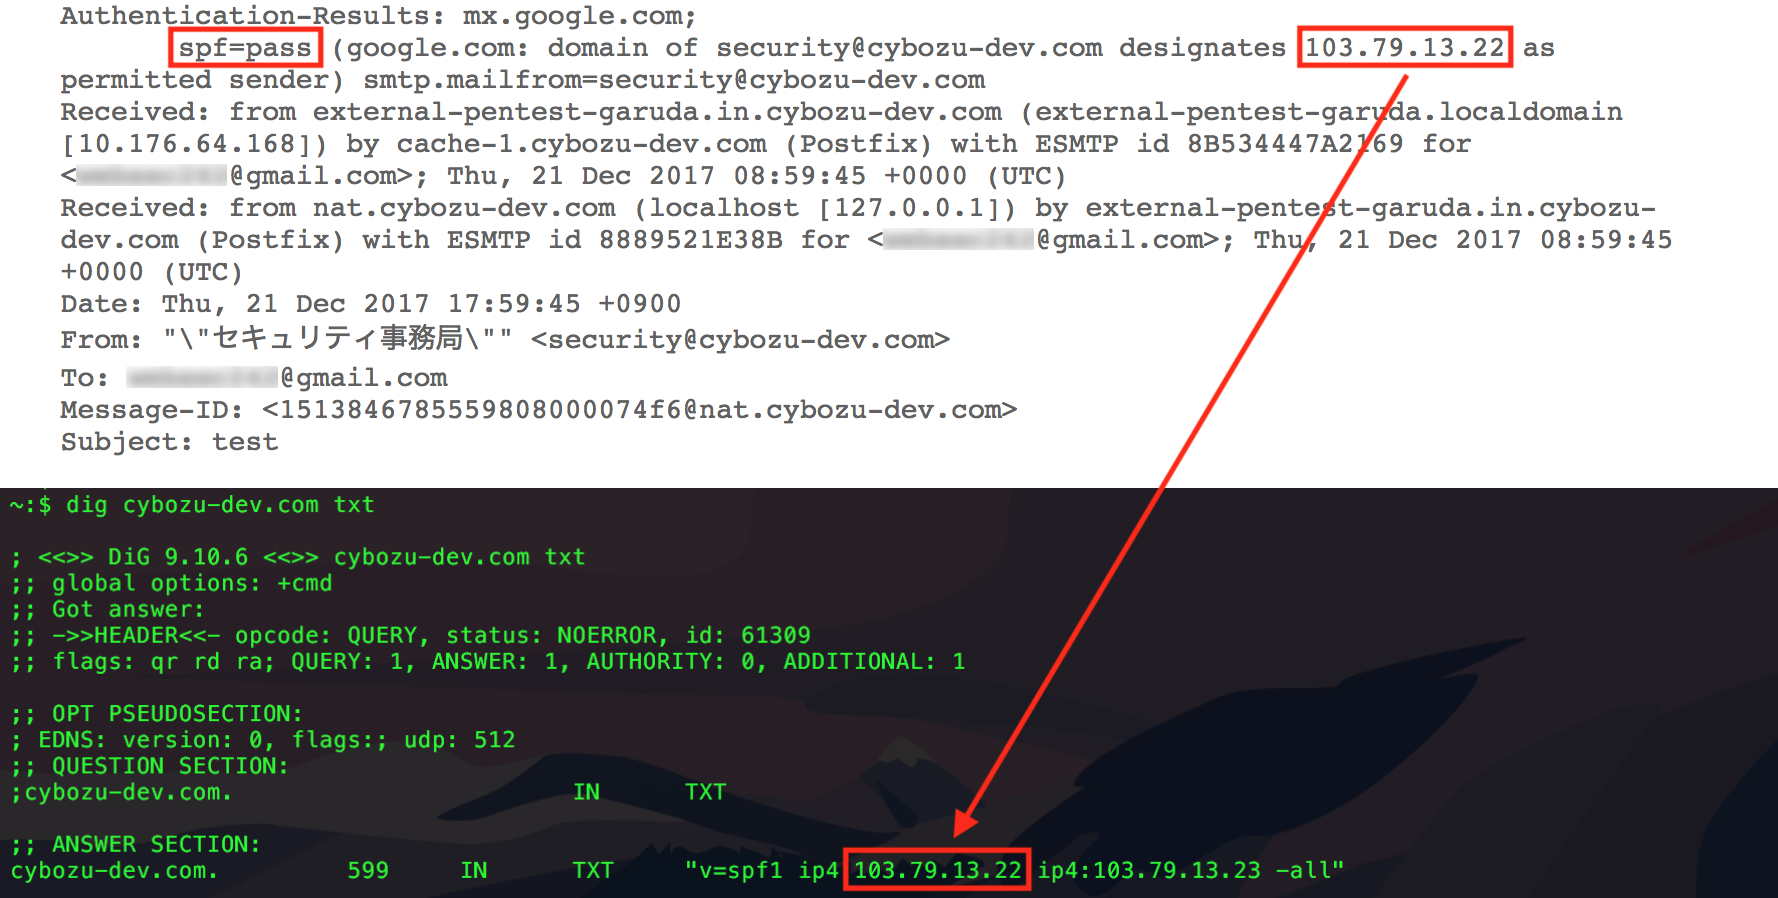 Authentication-Results: mx.google.com;
spf=pass (google.com: domain of security@cybozu-dev.com designates 103.79.13.22 as
permitted sender) smtp.mailfrom=security@cybozu-dev.com
Received: from external-pentest-garuda.in.cybozu-dev.com (external-pentest-garuda.localdomain
[10.176.64.168]) by cache-1.cybozu-dev.com (Postfix) with ESMTP id 8B534447A2169 for
<@gmail.com>; Thu, 21 Dec 2017 08:59:45 +0000 (UTC)
Received: from nat.cybozu-dev.com (localhost [127.0.0.1]) by external-pentest-garuda.in.cybozu-
dev.com (Postfix) with ESMTP id 8889521E38B for <@gmail.com>; Thu, 21 Dec 2017 08:59:45
+0000 (UTC)
Date: Thu, 21 Dec 2017 17:59:45 +0900
From: "\"セキュリティ事務局\"" <security@cybozu-dev.com>
To: @gmail.com
Message-ID: <1513846785559808000074f6@nat.cybozu-dev.com>
Subject: test
~:$ dig cybozu-dev.com txt
; <<>> DiG 9.10.6 <<>> cybozu-dev.com txt
;; global options: +cmd
;; Got answer:
;; ->>HEADER<<- opcode: QUERY, status: NOERROR, id: 61309
;; flags: qr rd ra; QUERY: 1, ANSWER: 1, AUTHORITY: 0, ADDITIONAL: 1
;; OPT PSEUDOSECTION:
; EDNS: version: 0, flags:; udp: 512
;; QUESTION SECTION:
;cybozu-dev.com. IN TXT
;; ANSWER SECTION:
cybozu-dev.com. 599 IN TXT "v=spf1 ip4 103.79.13.22 ip4:103.79.13.23 -all"